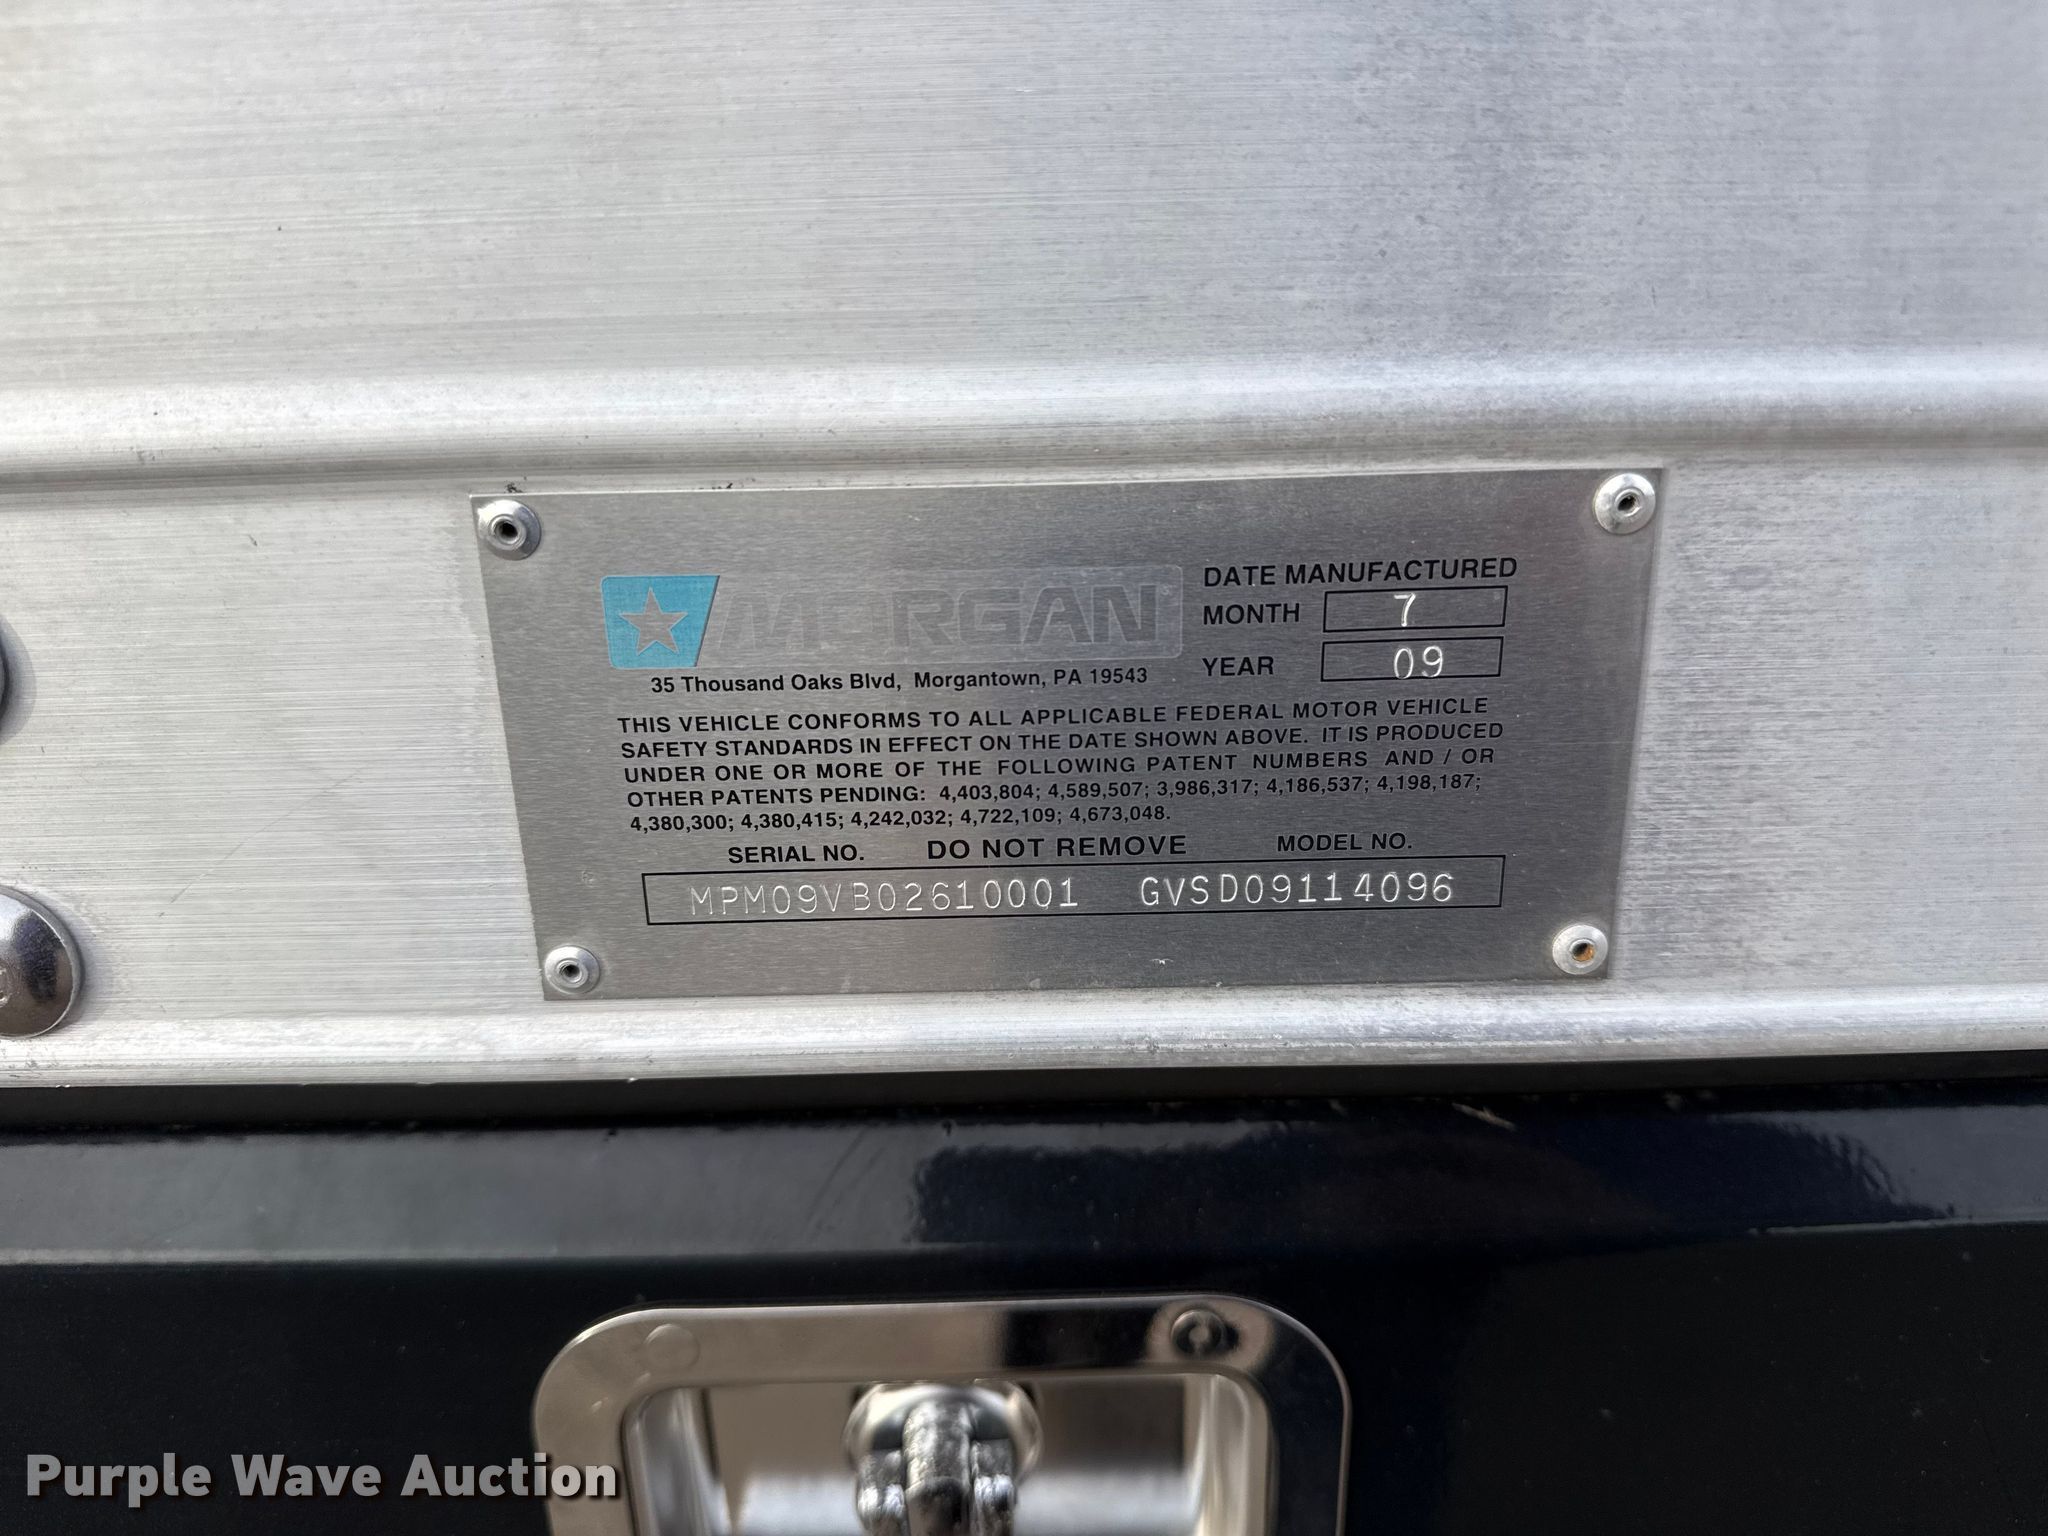 MORGAN
35 Thousand Oaks Blvd, Morgantown, PA 19543
DATE MANUFACTURED
MONTH 7
YEAR 09
THIS VEHICLE CONFORMS TO ALL APPLICABLE FEDERAL MOTOR VEHICLE
SAFETY STANDARDS IN EFFECT ON THE DATE SHOWN ABOVE. IT IS PRODUCED
UNDER ONE OR MORE OF THE FOLLOWING PATENT NUMBERS AND / OR
OTHER PATENTS PENDING: 4,403,804; 4,589,507; 3,986,317; 4,186,537; 4,198,187;
4,380,300; 4,380,415; 4,242,032; 4,722,109; 4,673,048.
SERIAL NO. DO NOT REMOVE MODEL NO.
MPM09VB02610001 GVSD09114096
Purple Wave Auction